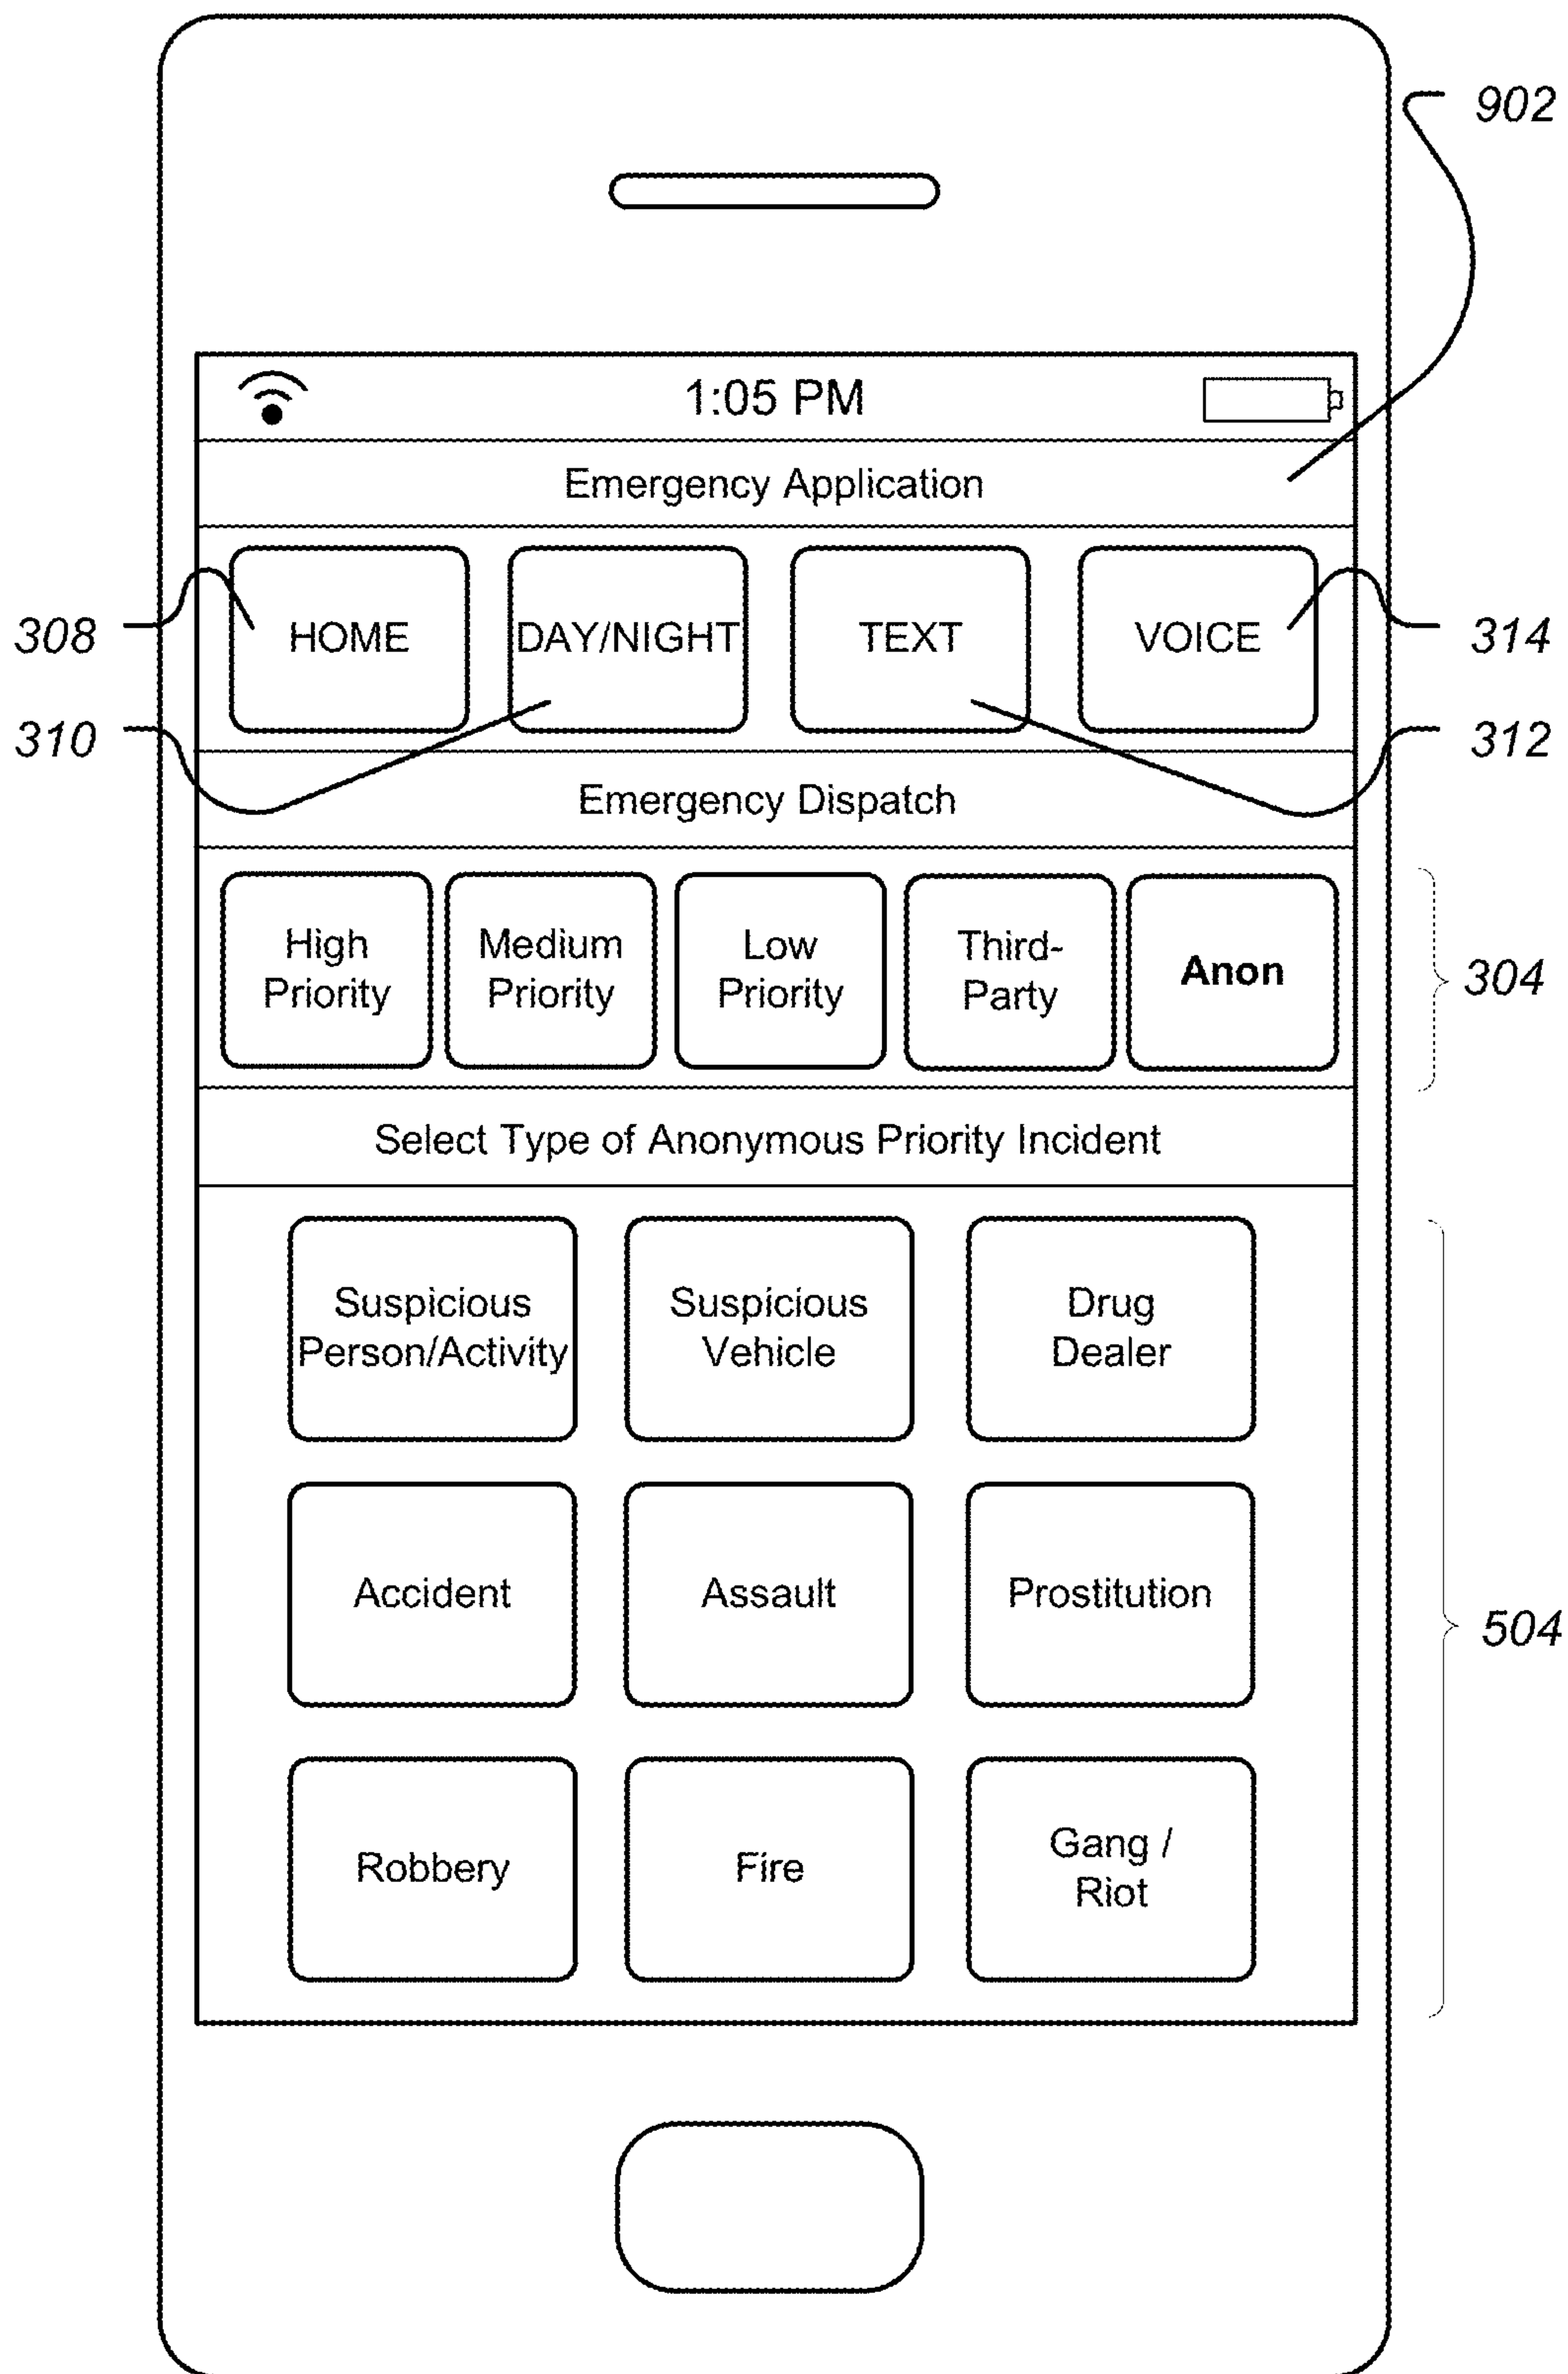 902
1:05 PM
Emergency Application
308
HOME
DAY/NIGHT
TEXT
VOICE
314
310
312
Emergency Dispatch
High
Priority
Medium
Priority
Low
Priority
Third-
Party
Anon
304
Select Type of Anonymous Priority Incident
Suspicious
Person/Activity
Suspicious
Vehicle
Drug
Dealer
Accident
Assault
Prostitution
504
Robbery
Fire
Gang /
Riot